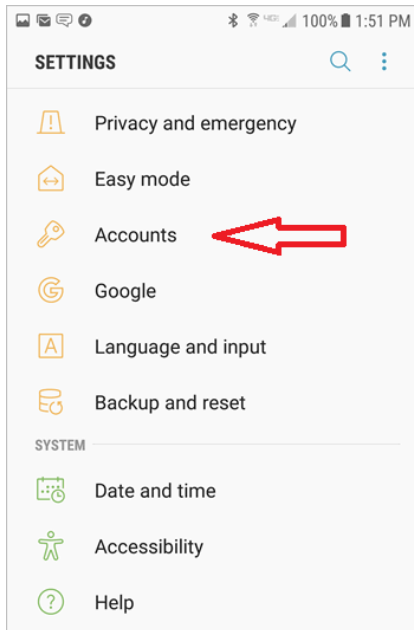 100% 1:51 PM
SETTINGS
Privacy and emergency
Easy mode
Accounts
Google
Language and input
Backup and reset
SYSTEM
Date and time
Accessibility
Help